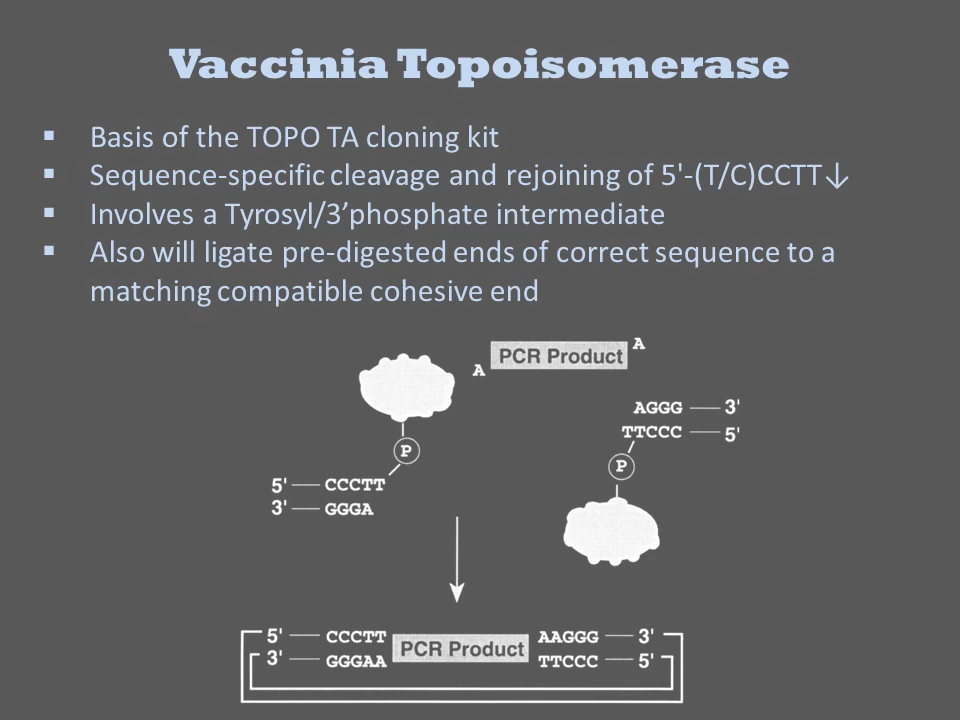 Vaccinia Topoisomerase
▪ Basis of the TOPO TA cloning kit
▪ Sequence-specific cleavage and rejoining of 5'-(T/C)CCTT↓
▪ Involves a Tyrosyl/3’phosphate intermediate
▪ Also will ligate pre-digested ends of correct sequence to a
matching compatible cohesive end
A PCR Product A
AGGG 3'
TTCCC 5'
P
P
5' CCCTT
3' GGGA
5' CCCTT PCR Product AAGGG 3'
3' GGGAA TTCCC 5'